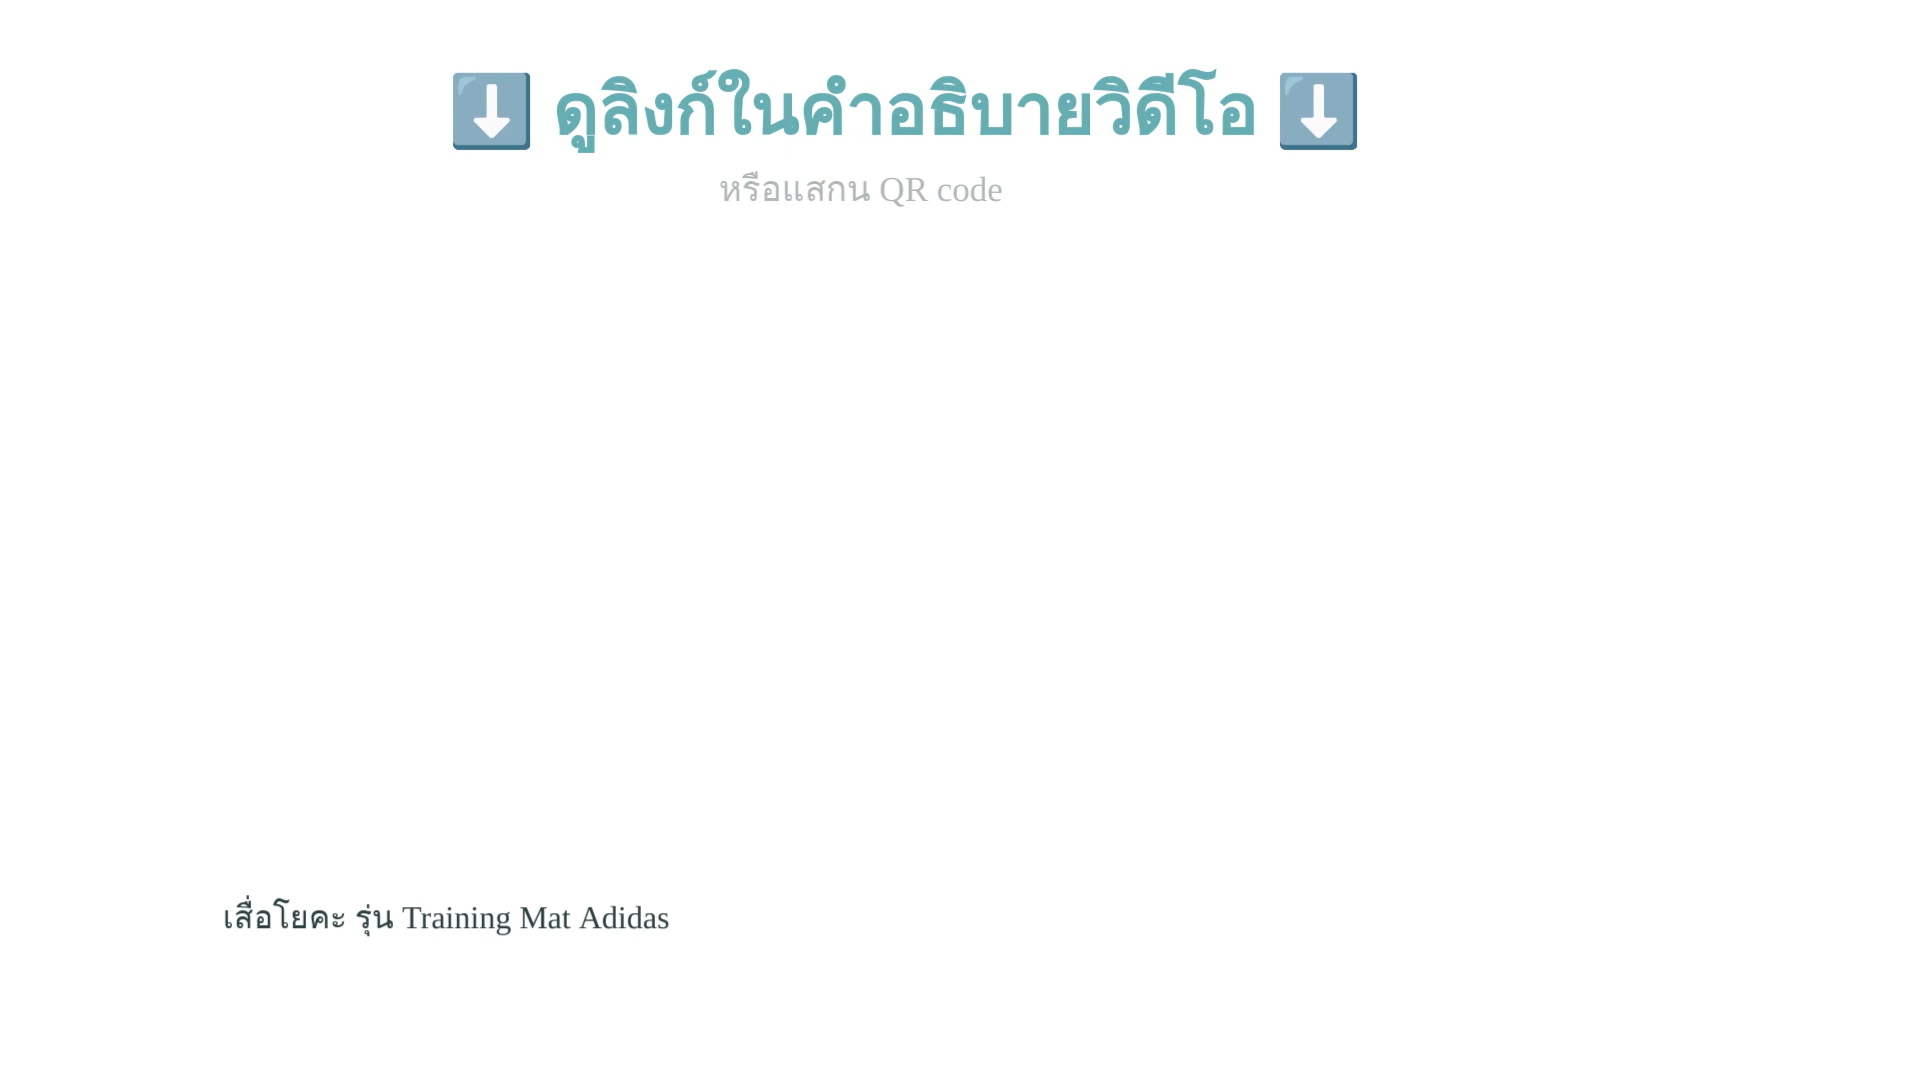 ⬇️ ดูลิงก์ในคำอธิบายวิดีโอ ⬇️
หรือแสกน QR code
เสื่อโยคะ รุ่น Training Mat Adidas